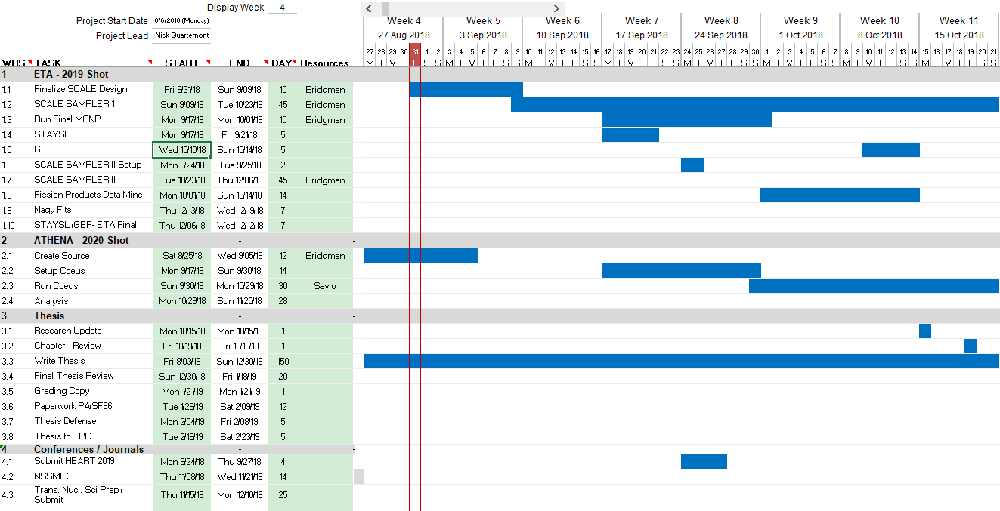 Display Week 4
Project Start Date 8/6/2018 (Monday)
Project Lead Nick Quartemont
Week 4 Week 5 Week 6 Week 7 Week 8 Week 9 Week 10 Week 11
27 Aug 2018 3 Sep 2018 10 Sep 2018 17 Sep 2018 24 Sep 2018 1 Oct 2018 8 Oct 2018 15 Oct 2018
27 28 29 30 31 1 2 3 4 5 6 7 8 9 10 11 12 13 14 15 16 17 18 19 20 21 22 23 24 25 26 27 28 29 30 1 2 3 4 5 6 7 8 9 10 11 12 13 14 15 16 17 18 19 20 21
WBS TASK START END DAY Resources M W F S S M W F S S M W F S S M W F S S M W F S S M W F S S M W F S S M W F S S
1 ETA - 2019 Shot - -
1.1 Finalize SCALE Design Fri 8/31/18 Sun 9/09/18 10 Bridgman
1.2 SCALE SAMPLER 1 Sun 9/09/18 Tue 10/23/18 45 Bridgman
1.3 Run Final MCNP Mon 9/17/18 Mon 10/01/18 15 Bridgman
1.4 STAYSL Mon 9/17/18 Fri 9/21/18 5
1.5 GEF Wed 10/10/18 Sun 10/14/18 5
1.6 SCALE SAMPLER II Setup Mon 9/24/18 Tue 9/25/18 2
1.7 SCALE SAMPLER II Tue 10/23/18 Thu 12/06/18 45 Bridgman
1.8 Fission Products Data Mine Mon 10/01/18 Sun 10/14/18 14
1.9 Nagy Fits Thu 12/13/18 Wed 12/19/18 7
1.10 STAYSL/GEF- ETA Final Thu 12/06/18 Wed 12/12/18 7
2 ATHENA - 2020 Shot - -
2.1 Create Source Sat 8/25/18 Wed 9/05/18 12 Bridgman
2.2 Setup Coeus Mon 9/17/18 Sun 9/30/18 14
2.3 Run Coeus Sun 9/30/18 Mon 10/29/18 30 Savio
2.4 Analysis Mon 10/29/18 Sun 11/25/18 28
3 Thesis - -
3.1 Research Update Mon 10/15/18 Mon 10/15/18 1
3.2 Chapter 1 Review Fri 10/19/18 Fri 10/19/18 1
3.3 Write Thesis Fri 8/03/18 Sun 12/30/18 150
3.4 Final Thesis Review Sun 12/30/18 Fri 1/18/19 20
3.5 Grading Copy Mon 1/21/19 Mon 1/21/19 1
3.6 Paperwork PA/SF86 Tue 1/29/19 Sat 2/09/19 12
3.7 Thesis Defense Mon 2/04/19 Fri 2/08/19 5
3.8 Thesis to TPC Tue 2/19/19 Sat 2/23/19 5
4 Conferences / Journals - -
4.1 Submit HEART 2019 Mon 9/24/18 Thu 9/27/18 4
4.2 NSSMIC Thu 11/08/18 Wed 11/21/18 14
4.3 Trans. Nucl. Sci Prep / Submit Thu 11/15/18 Mon 12/10/18 25